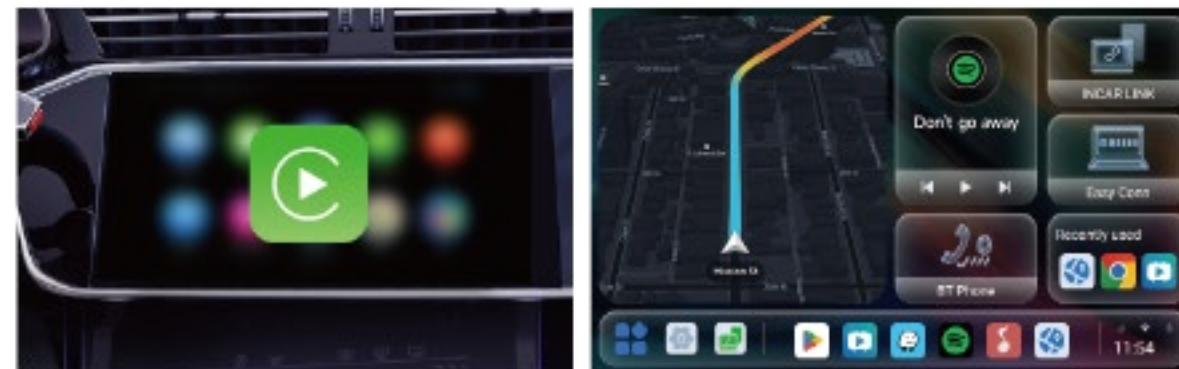 Don't go away
INCAR LINK
Easy Conn
BT Phone
Recently used
11:54